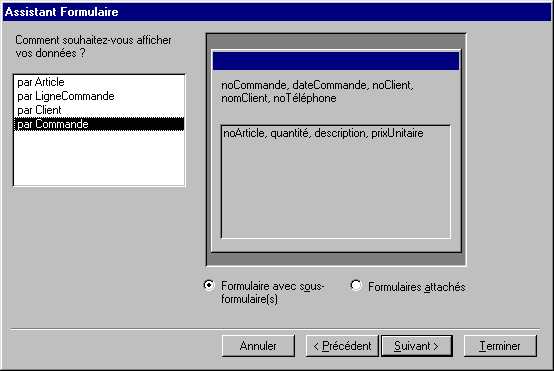 Assistant Formulaire
Comment souhaitez-vous afficher
vos données ?
par Article
par LigneCommande
par Client
par Commande
noCommande, dateCommande, noClient,
nomClient, noTéléphone
noArticle, quantité, description, prixUnitaire
Formulaire avec sous-
formulaire(s)
Formulaires attachés
Annuler
< Précédent
Suivant >
Terminer